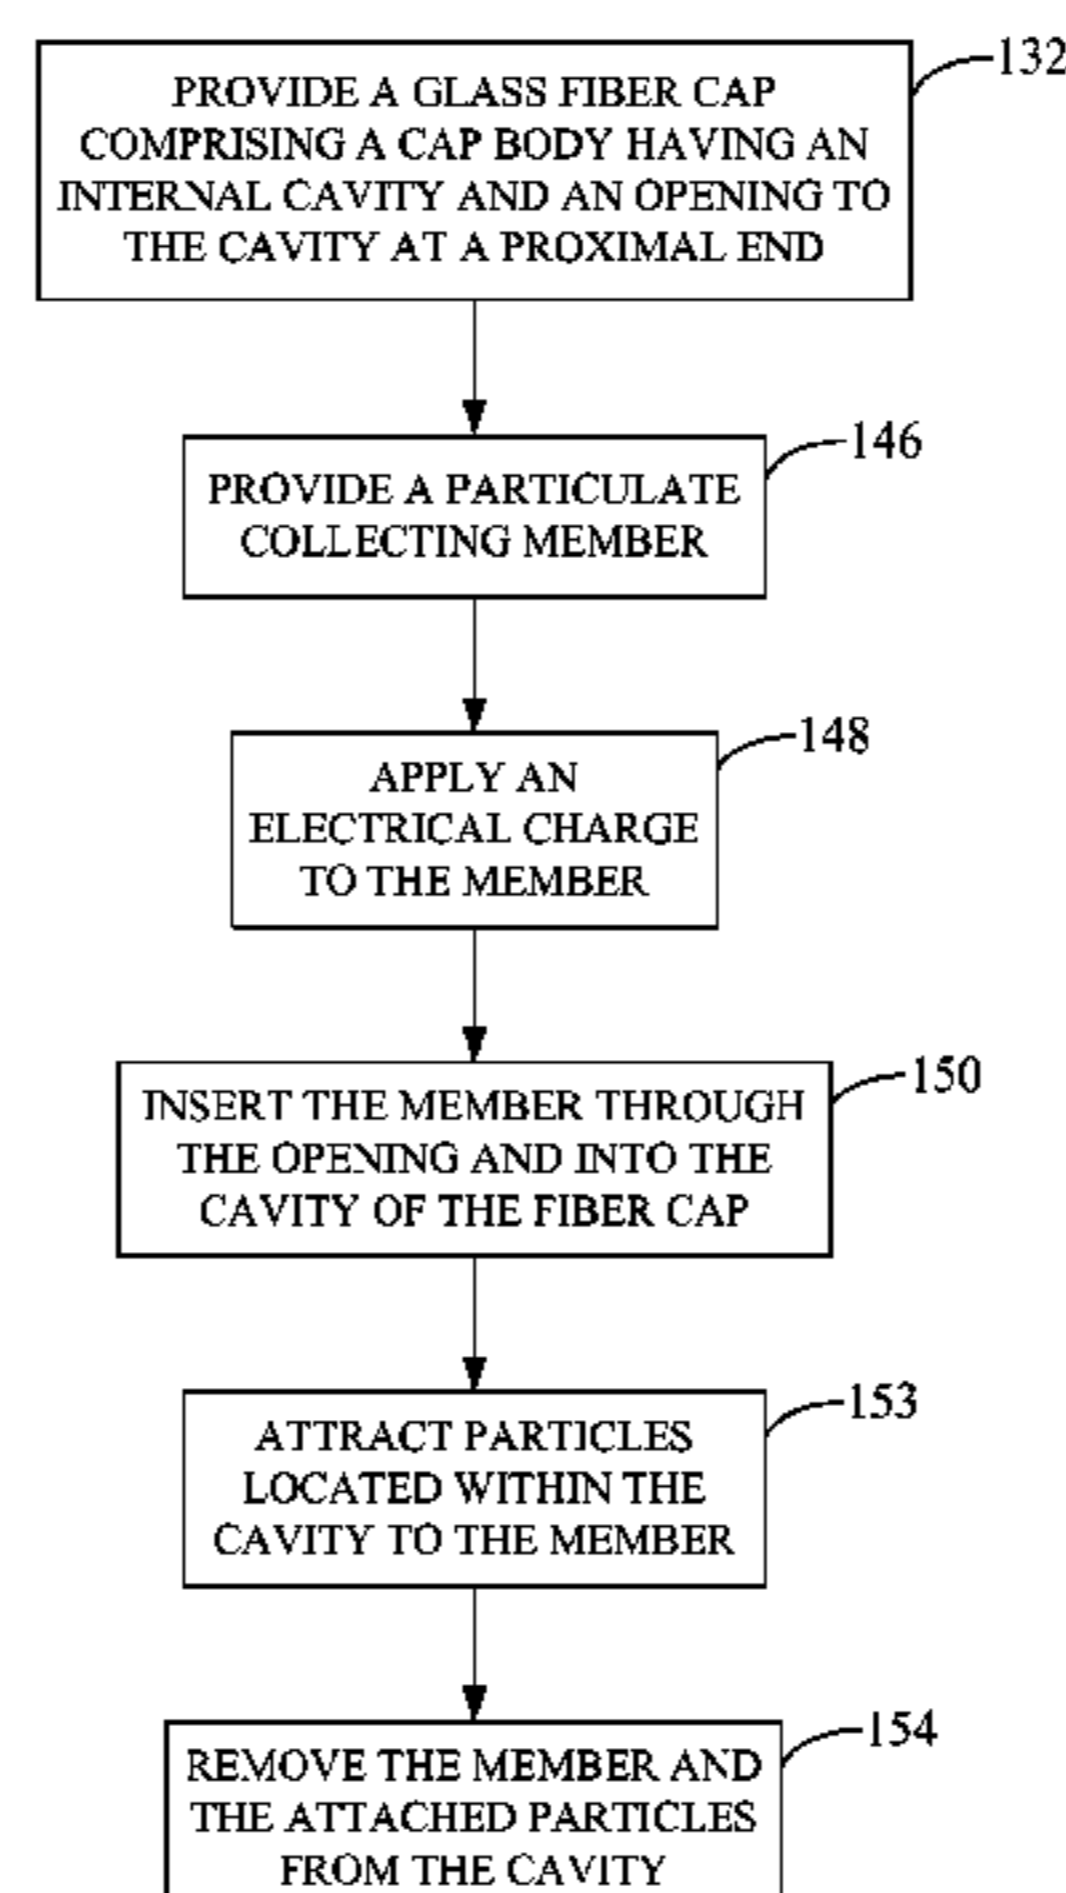 132
PROVIDE A GLASS FIBER CAP
COMPRISING A CAP BODY HAVING AN
INTERNAL CAVITY AND AN OPENING TO
THE CAVITY AT A PROXIMAL END
146
PROVIDE A PARTICULATE
COLLECTING MEMBER
148
APPLY AN
ELECTRICAL CHARGE
TO THE MEMBER
150
INSERT THE MEMBER THROUGH
THE OPENING AND INTO THE
CAVITY OF THE FIBER CAP
153
ATTRACT PARTICLES
LOCATED WITHIN THE
CAVITY TO THE MEMBER
154
REMOVE THE MEMBER AND
THE ATTACHED PARTICLES
FROM THE CAVITY